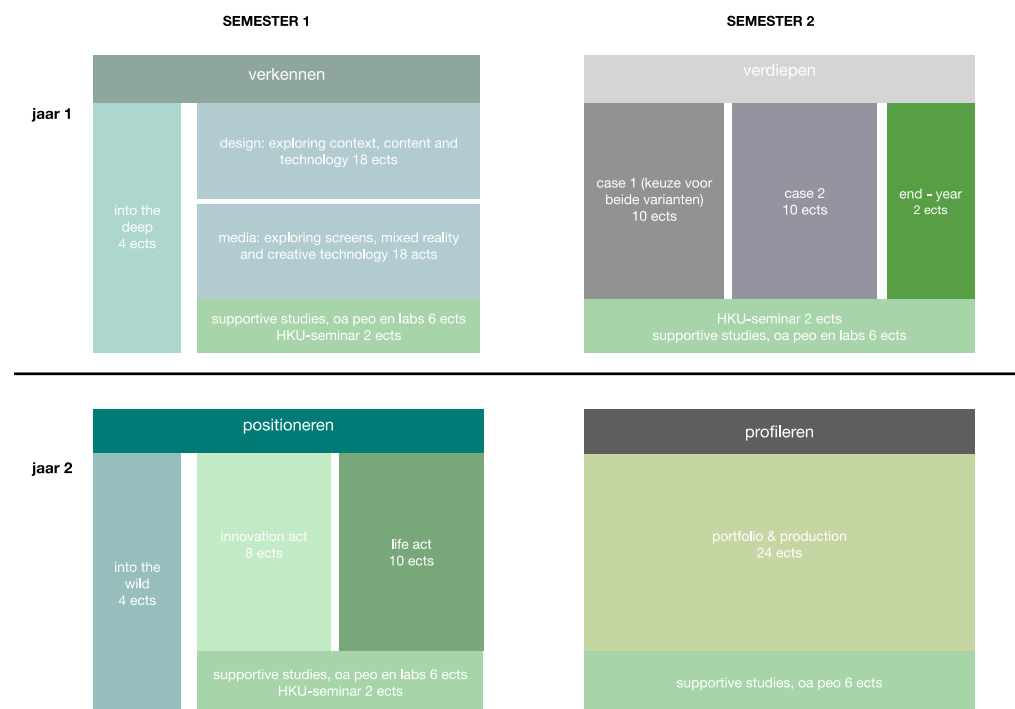 SEMESTER 1
SEMESTER 2
jaar 1
verkennen
into the
deep
4 ects
design: exploring context, content and
technology 18 ects
media: exploring screens, mixed reality
and creative technology 18 acts
supportive studies, oa peo en labs 6 ects
HKU-seminar 2 ects
verdiepen
case 1 (keuze voor
beide varianten)
10 ects
case 2
10 ects
end - year
2 ects
HKU-seminar 2 ects
supportive studies, oa peo en labs 6 ects
jaar 2
positioneren
into the
wild
4 ects
innovation act
8 ects
life act
10 ects
supportive studies, oa peo en labs 6 ects
HKU-seminar 2 ects
profileren
portfolio & production
24 ects
supportive studies, oa peo 6 ects